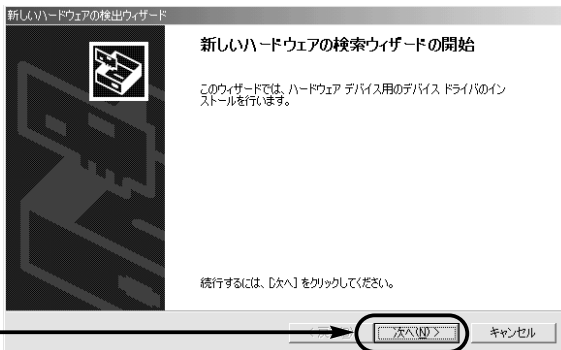 新しいハードウェアの検出ウィザード
新しいハードウェアの検索ウィザードの開始
このウィザードでは、ハードウェア デバイス用のデバイス ドライバのイン
ストールを行います。
続行するには、[次へ] をクリックしてください。
次へ(N) >
キャンセル